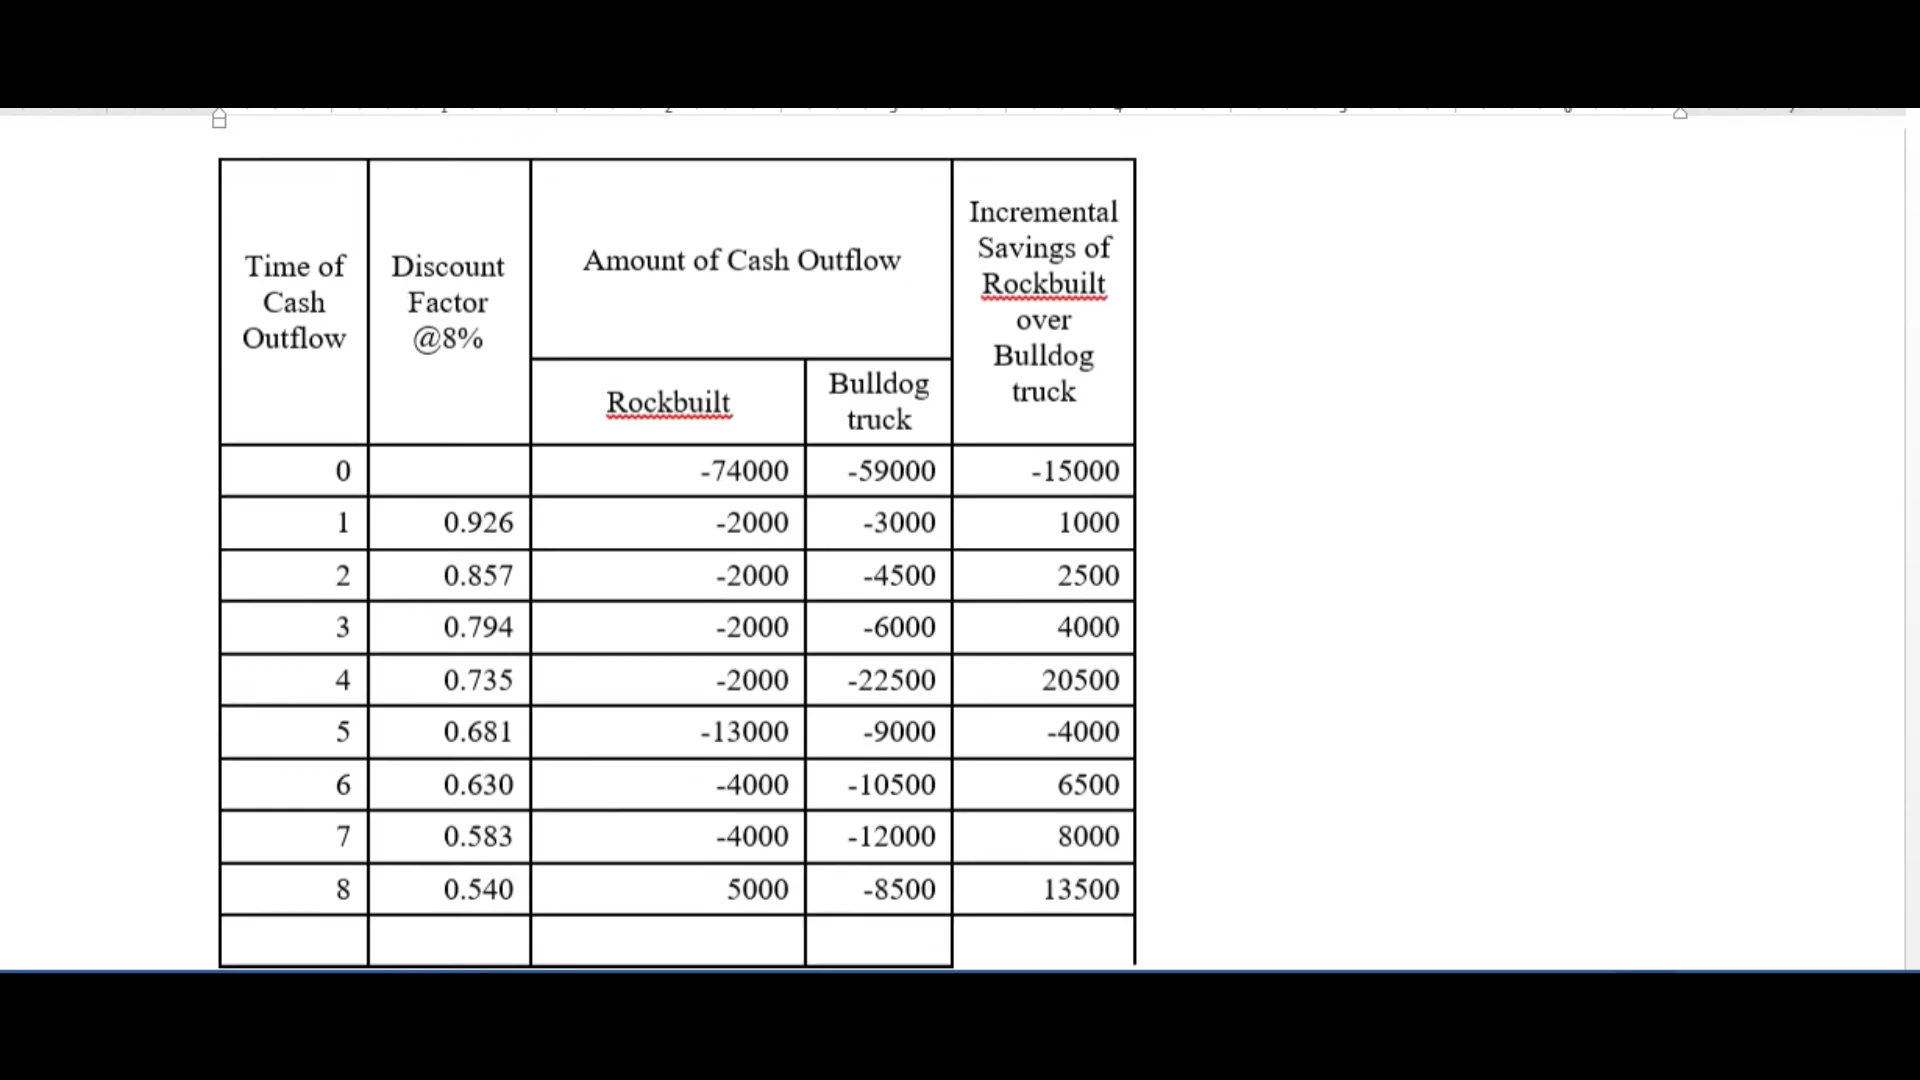 Time of
Cash
Outflow
Discount
Factor
@8%
Amount of Cash Outflow
Incremental
Savings of
Rockbuilt
over
Bulldog
truck
Rockbuilt
Bulldog
truck
0 -74000 -59000 -15000
1 0.926 -2000 -3000 1000
2 0.857 -2000 -4500 2500
3 0.794 -2000 -6000 4000
4 0.735 -2000 -22500 20500
5 0.681 -13000 -9000 -4000
6 0.630 -4000 -10500 6500
7 0.583 -4000 -12000 8000
8 0.540 5000 -8500 13500